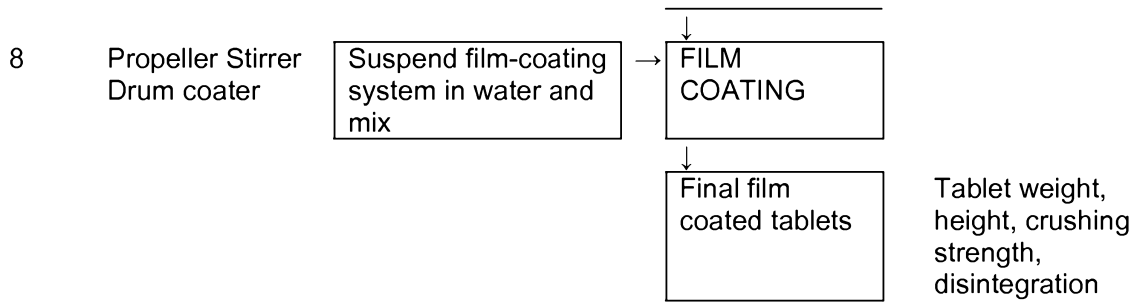 ↓
8 Propeller Stirrer Suspend film-coating → FILM
Drum coater system in water and COATING
mix
↓
Final film Tablet weight,
coated tablets height, crushing
strength,
disintegration